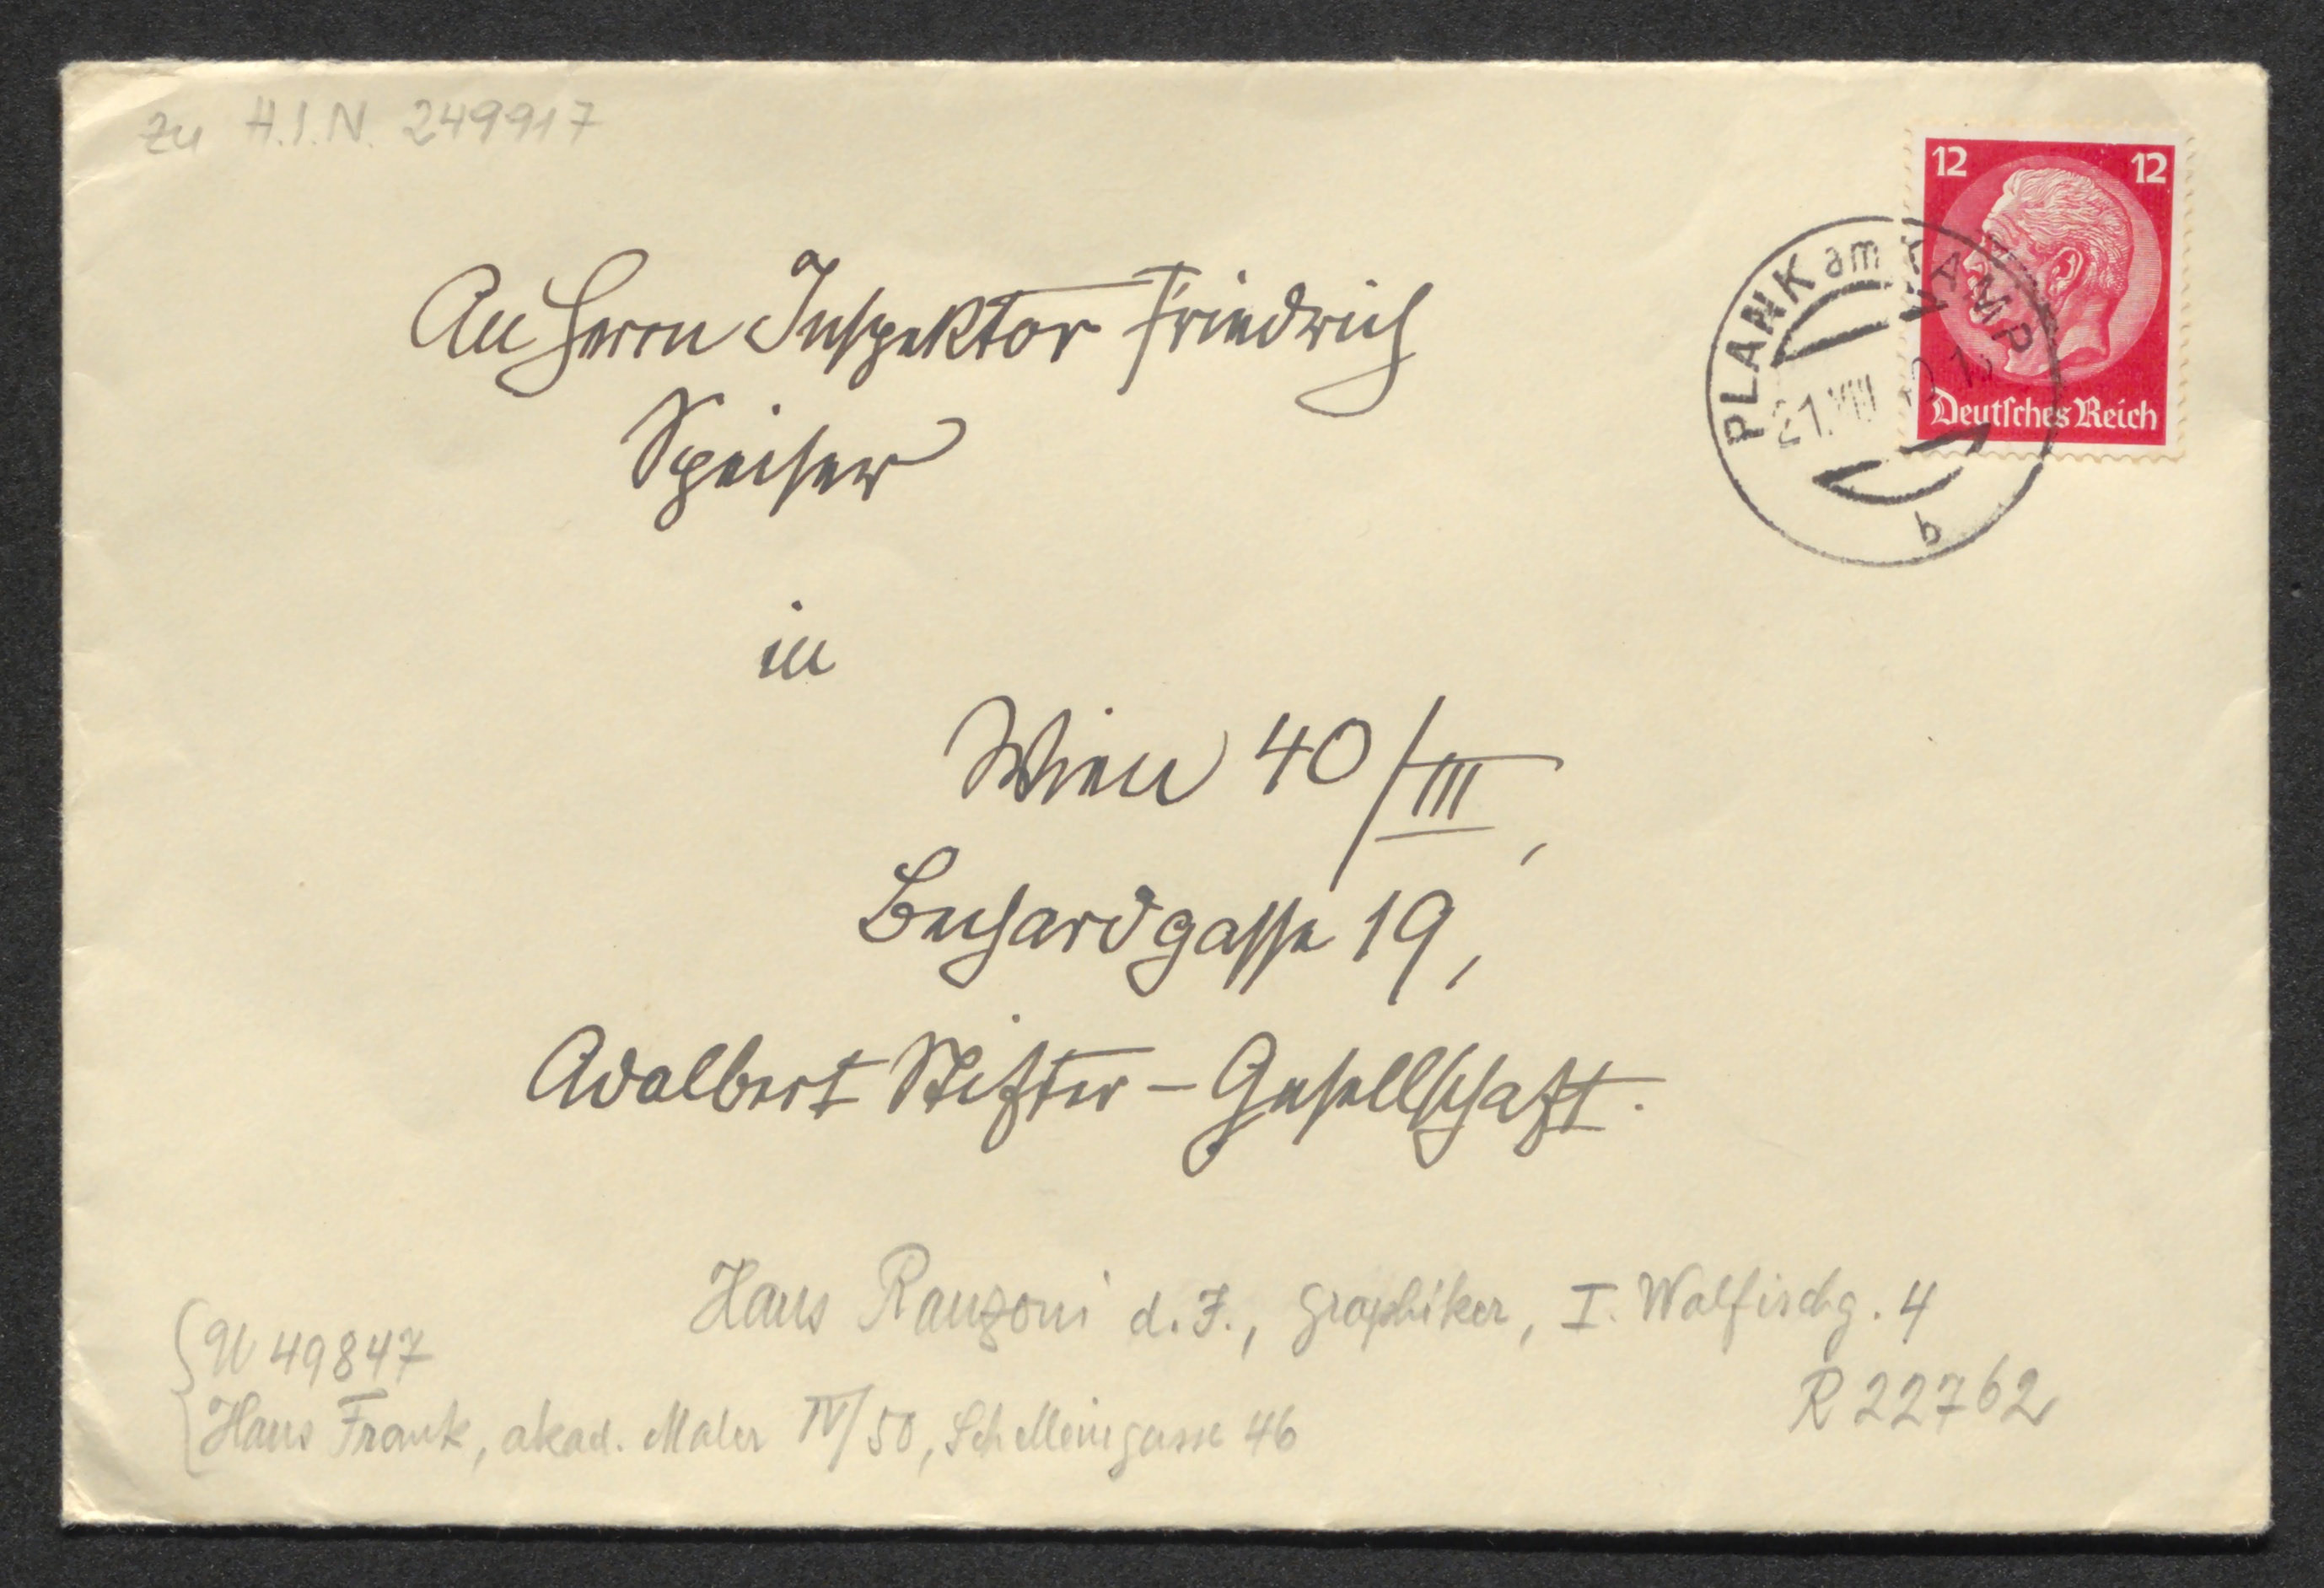 zu H.I.N. 249917
12 12
Deutsches Reich
PLANK am KAMP
21. VIII
b
An Herrn Inspektor Friedrich
Speiser
in
Wien 40/III,
Bechardgasse 19,
Adalbert Stifter-Gesellschaft.
Hans Ranzoni d. J., Graphiker, I. Walfischg. 4
R 22762
U 49847
Hans Frank, akad. Maler IV/50, Schelleingasse 46